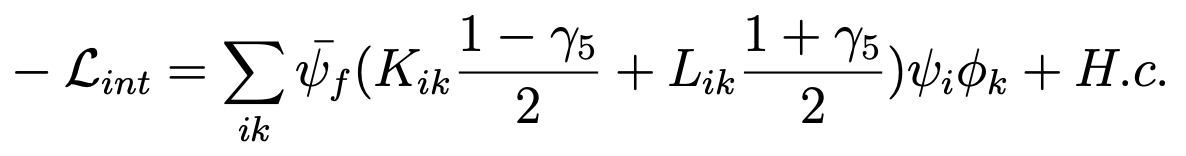 $-\mathcal{L}_{int} = \sum_{ik} \bar{\psi}_f (K_{ik} \frac{1-\gamma_5}{2} + L_{ik} \frac{1+\gamma_5}{2}) \psi_i \phi_k + H.c.$